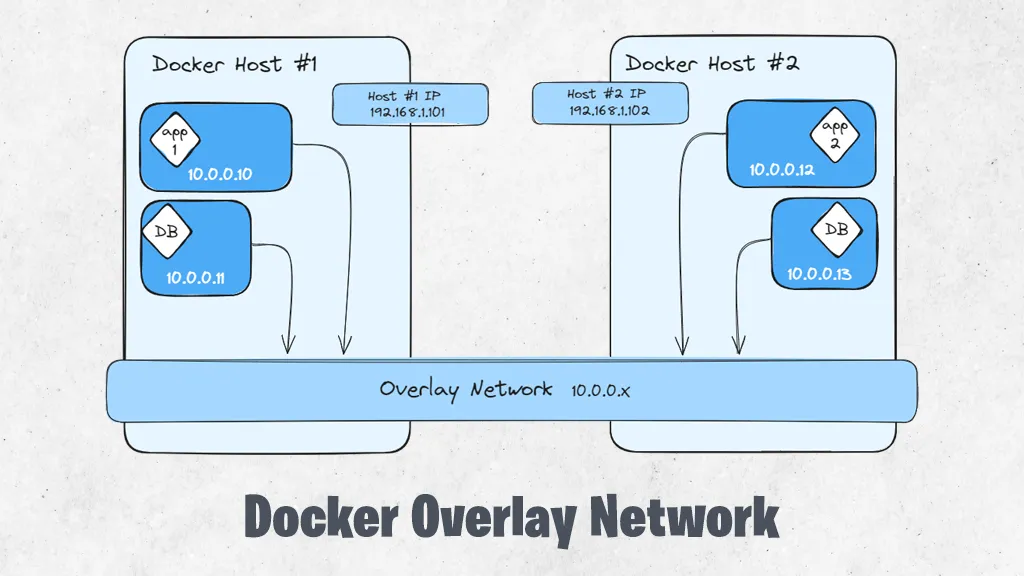 Docker Host #1
Host #1 IP
192.168.1.101
app
1
10.0.0.10
DB
10.0.0.11
Docker Host #2
Host #2 IP
192.168.1.102
app
2
10.0.0.12
DB
10.0.0.13
Overlay Network 10.0.0.x
Docker Overlay Network